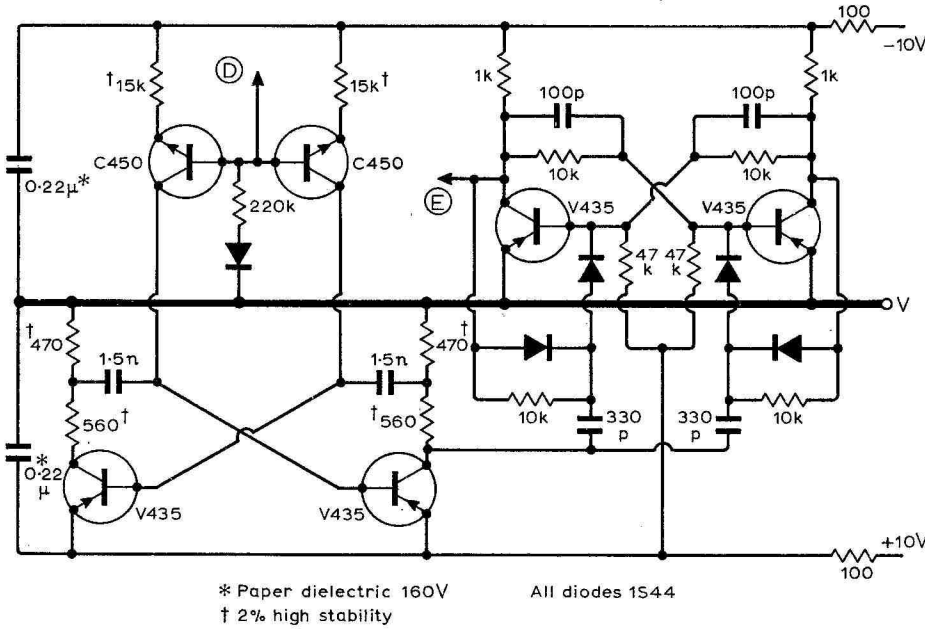 100
−10V
†15k
D
15k†
1k
1k
100p
100p
C450
C450
10k
10k
0·22μ*
220k
E
V435
V435
47
k
47
k
V
†
470
1·5n
1·5n
†
470
560†
†560
10k
10k
330
p
330
p
*
0·22
μ
V435
V435
+10V
100
* Paper dielectric 160V
All diodes 1S44
† 2% high stability